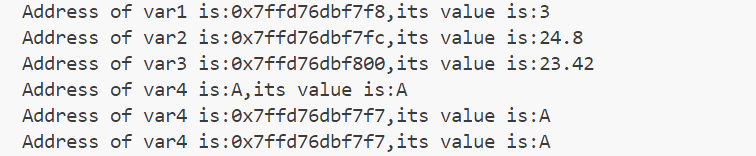 Address of var1 is:0x7ffd76dbf7f8,its value is:3
Address of var2 is:0x7ffd76dbf7fc,its value is:24.8
Address of var3 is:0x7ffd76dbf800,its value is:23.42
Address of var4 is:A,its value is:A
Address of var4 is:0x7ffd76dbf7f7,its value is:A
Address of var4 is:0x7ffd76dbf7f7,its value is:A